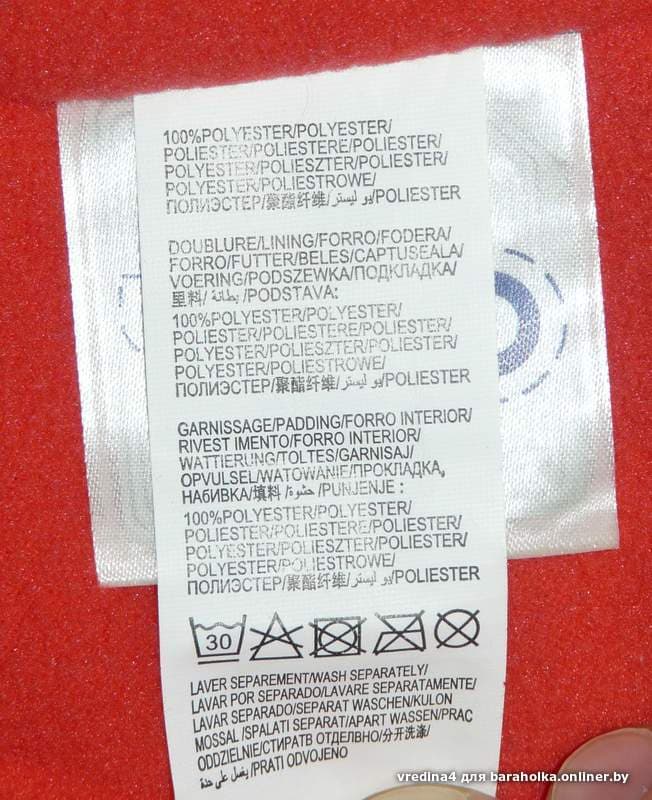 100%POLYESTER/POLYESTER/
POLIESTER/POLIESTERE/POLIESTER/
POLYESTER/POLIESZTER/POLIESTER/
POLYESTER/POLIESTROWE/
ПОЛИЭСТЕР/聚酯纤维/بو ليستر/POLIESTER
DOUBLURE/LINING/FORRO/FODERA/
FORRO/FUTTER/BELES/CAPTUSEALA/
VOERING/PODSZEWKA/ПОДКЛАДКА/
里料/بطانة/PODSTAVA:
100%POLYESTER/POLYESTER/
POLIESTER/POLIESTERE/POLIESTER/
POLYESTER/POLIESZTER/POLIESTER/
POLYESTER/POLIESTROWE/
ПОЛИЭСТЕР/聚酯纤维/بو ليستر/POLIESTER
GARNISSAGE/PADDING/FORRO INTERIOR/
RIVEST IMENTO/FORRO INTERIOR/
WATTIERUNG/TOLTES/GARNISAJ/
OPVULSEL/WATOWANIE/ПРОКЛАДКА,
НАБИВКА/填料/حشوة/PUNJENJE :
100%POLYESTER/POLYESTER/
POLIESTER/POLIESTERE/POLIESTER/
POLYESTER/POLIESZTER/POLIESTER/
POLYESTER/POLIESTROWE/
ПОЛИЭСТЕР/聚酯纤维/بو ليستر/POLIESTER
30
LAVER SEPAREMENT/WASH SEPARATELY/
LAVAR POR SEPARADO/LAVARE SEPARATAMENTE/
LAVAR SEPARADO/SEPARAT WASCHEN/KULON
MOSSAL/SPALATI SEPARAT/APART WASSEN/PRAC
ODDZIELNIE/СТИРАТЬ ОТДЕЛЬНО/分开洗涤/
يغسل على حدة/PRATI ODVOJENO
vredina4 для baraholka.onliner.by